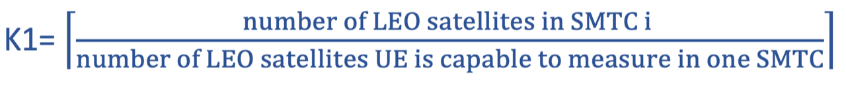 K1= ⌈number of LEO satellites in SMTC i
number of LEO satellites UE is capable to measure in one SMTC⌉